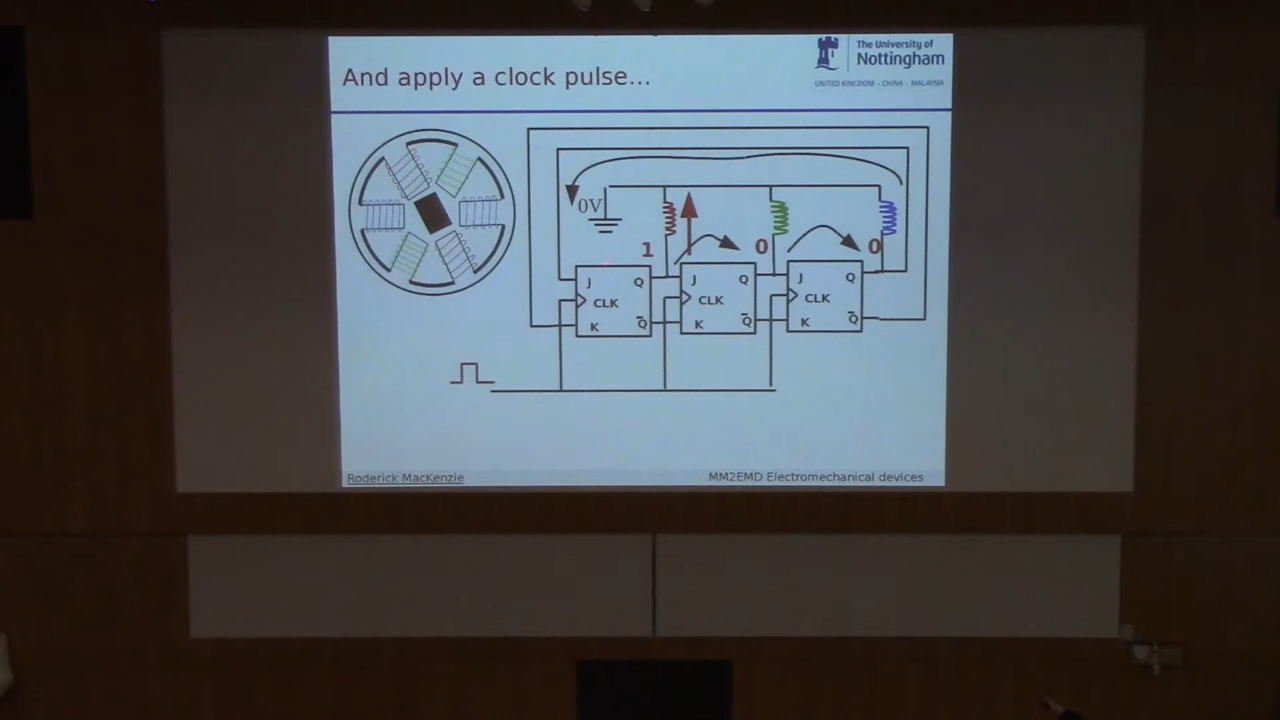 And apply a clock pulse...
The University of
Nottingham
UNITED KINGDOM - CHINA - MALAYSIA
0V
1
0
0
J
Q
CLK
K
Q̅
J
Q
CLK
K
Q̅
J
Q
CLK
K
Q̅
Roderick MacKenzie
MM2EMD Electromechanical devices